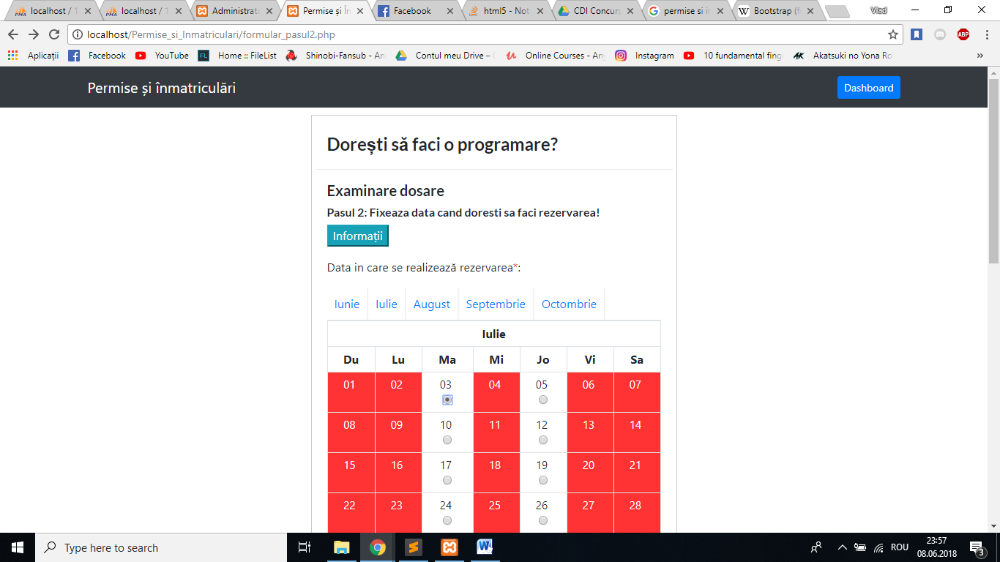 localhost / 1
localhost / 1
Administrato
Permise și În
Facebook
html5 - Not
CDI Concurs
permise si in
Bootstrap (f
Vlad
localhost/Permise_si_Inmatriculari/formular_pasul2.php
ABP
Aplicații
Facebook
YouTube
Home :: FileList
Shinobi-Fansub - An
Contul meu Drive –
Online Courses - Any
Instagram
10 fundamental fing
Akatsuki no Yona Ro
Permise și înmatriculări
Dashboard
Dorești să faci o programare?
Examinare dosare
Pasul 2: Fixeaza data cand doresti sa faci rezervarea!
Informații
Data in care se realizează rezervarea*:
Iunie Iulie August Septembrie Octombrie
Iulie
Du Lu Ma Mi Jo Vi Sa
01 02 03 04 05 06 07
08 09 10 11 12 13 14
15 16 17 18 19 20 21
22 23 24 25 26 27 28
Type here to search
ROU
23:57
08.06.2018
3